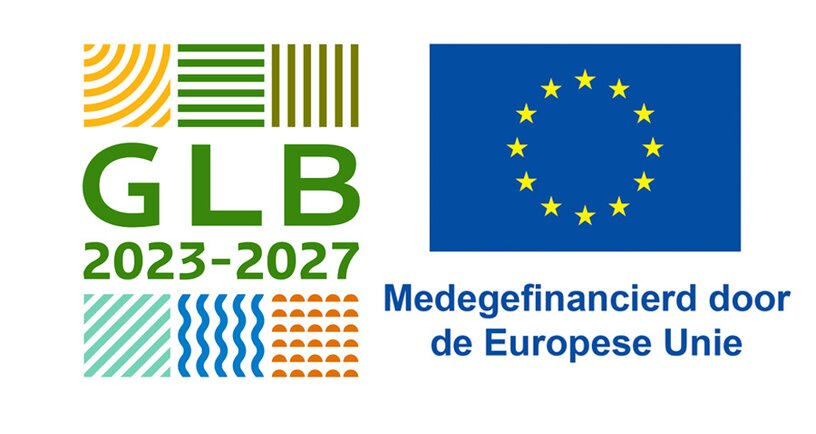 GLB
2023-2027
Medegefinancierd door
de Europese Unie